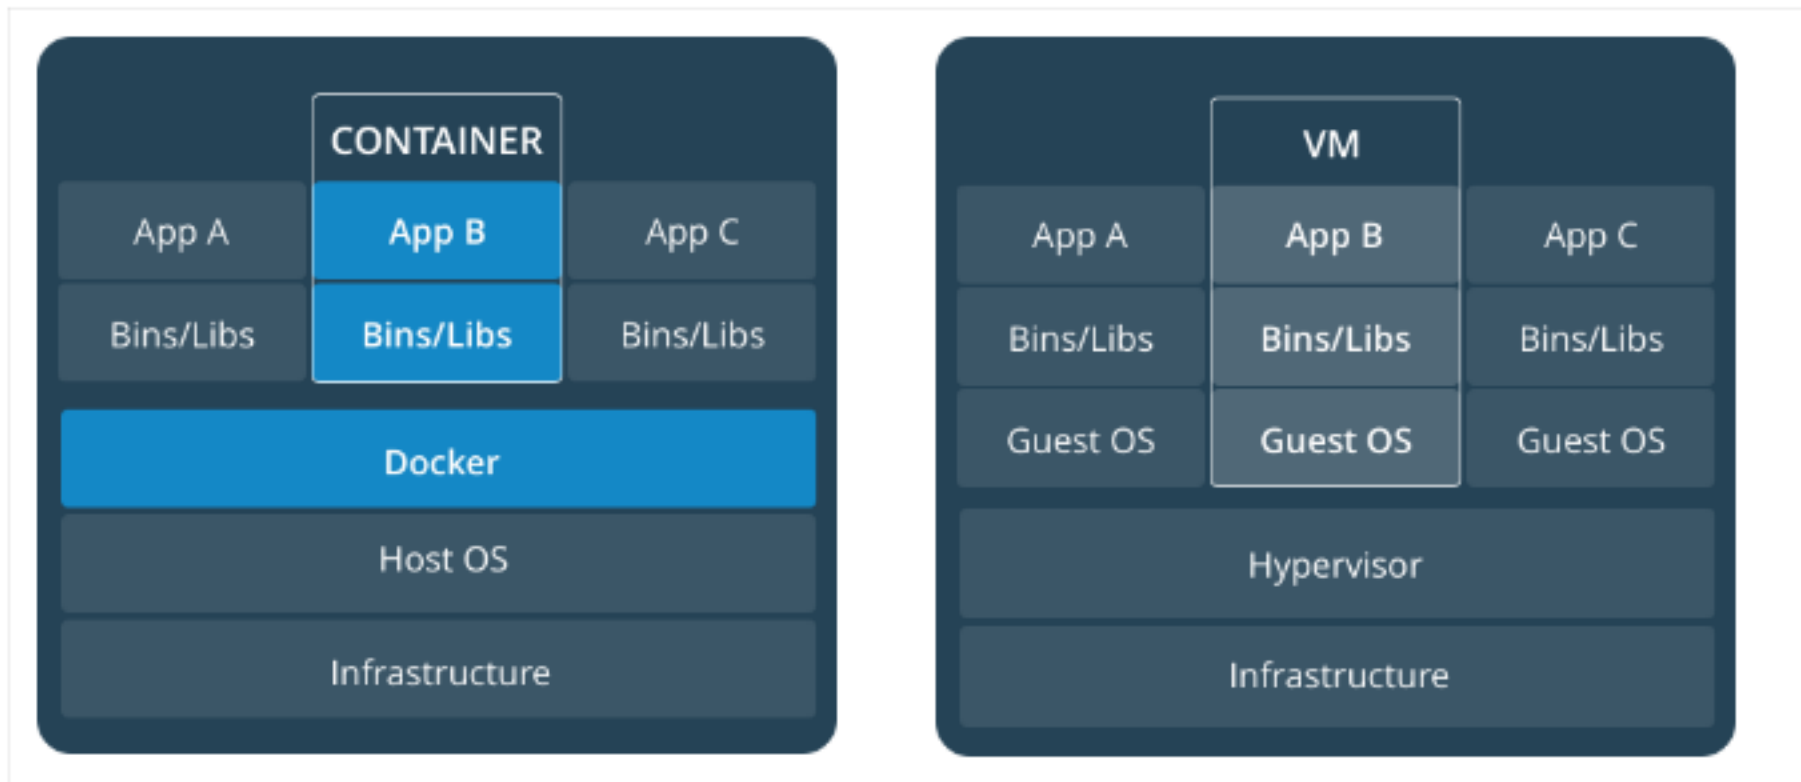 CONTAINER
App A App B App C
Bins/Libs Bins/Libs Bins/Libs
Docker
Host OS
Infrastructure
VM
App A App B App C
Bins/Libs Bins/Libs Bins/Libs
Guest OS Guest OS Guest OS
Hypervisor
Infrastructure